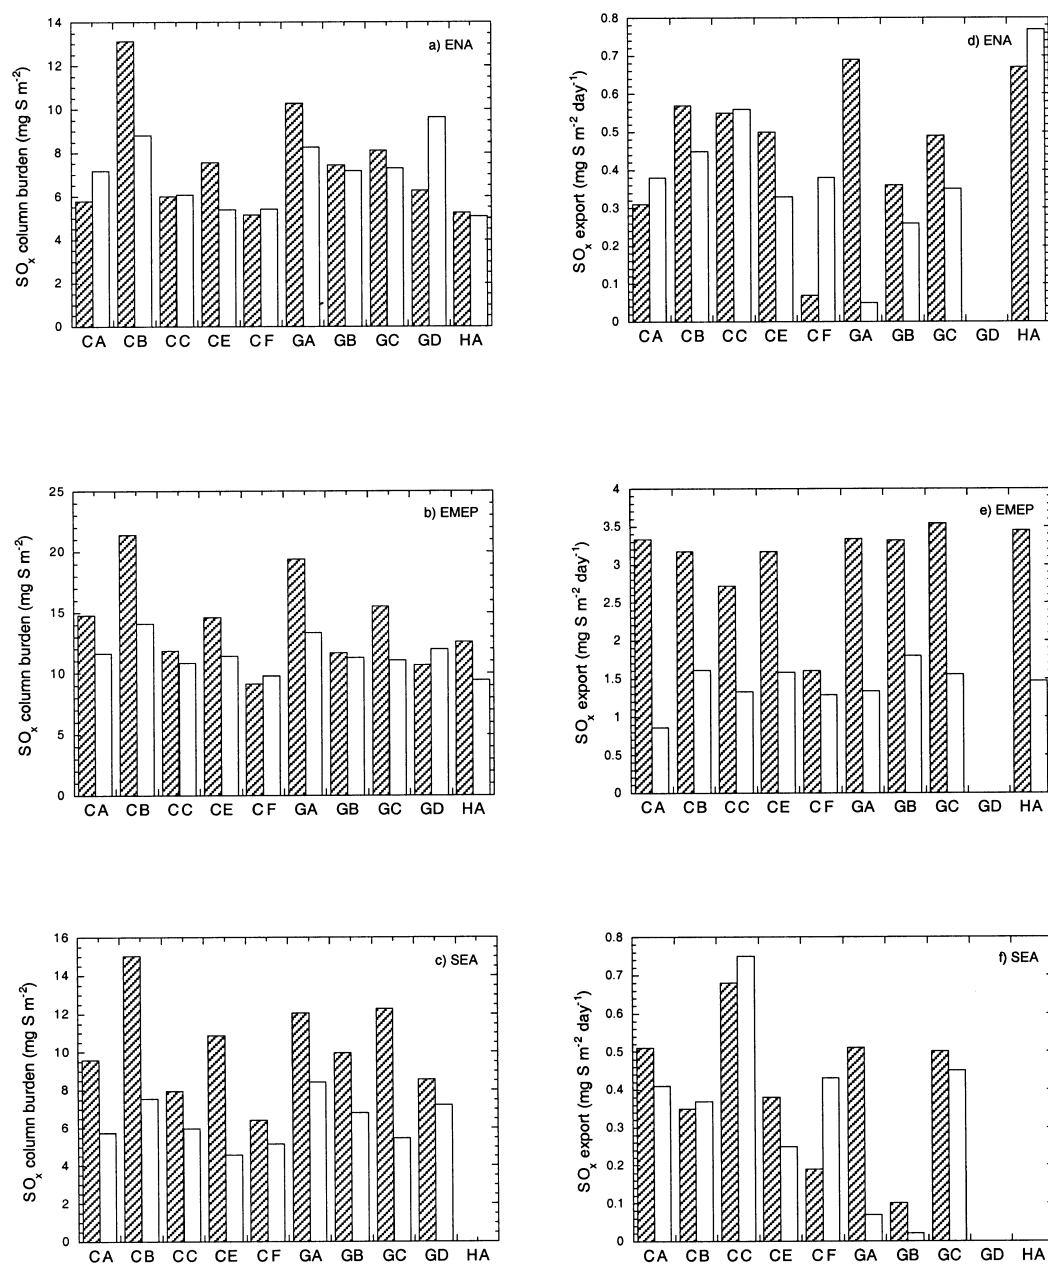 a) ENA
SOx column burden (mg S m-2)
14
12
10
8
6
4
2
0
CA CB CC CE CF GA GB GC GD HA
d) ENA
SOx export (mg S m-2 day-1)
0.8
0.7
0.6
0.5
0.4
0.3
0.2
0.1
0
CA CB CC CE CF GA GB GC GD HA
b) EMEP
SOx column burden (mg S m-2)
25
20
15
10
5
0
CA CB CC CE CF GA GB GC GD HA
e) EMEP
SOx export (mg S m-2 day-1)
4
3.5
3
2.5
2
1.5
1
0.5
0
CA CB CC CE CF GA GB GC GD HA
c) SEA
SOx column burden (mg S m-2)
16
14
12
10
8
6
4
2
0
CA CB CC CE CF GA GB GC GD HA
f) SEA
SOx export (mg S m-2 day-1)
0.8
0.7
0.6
0.5
0.4
0.3
0.2
0.1
0
CA CB CC CE CF GA GB GC GD HA